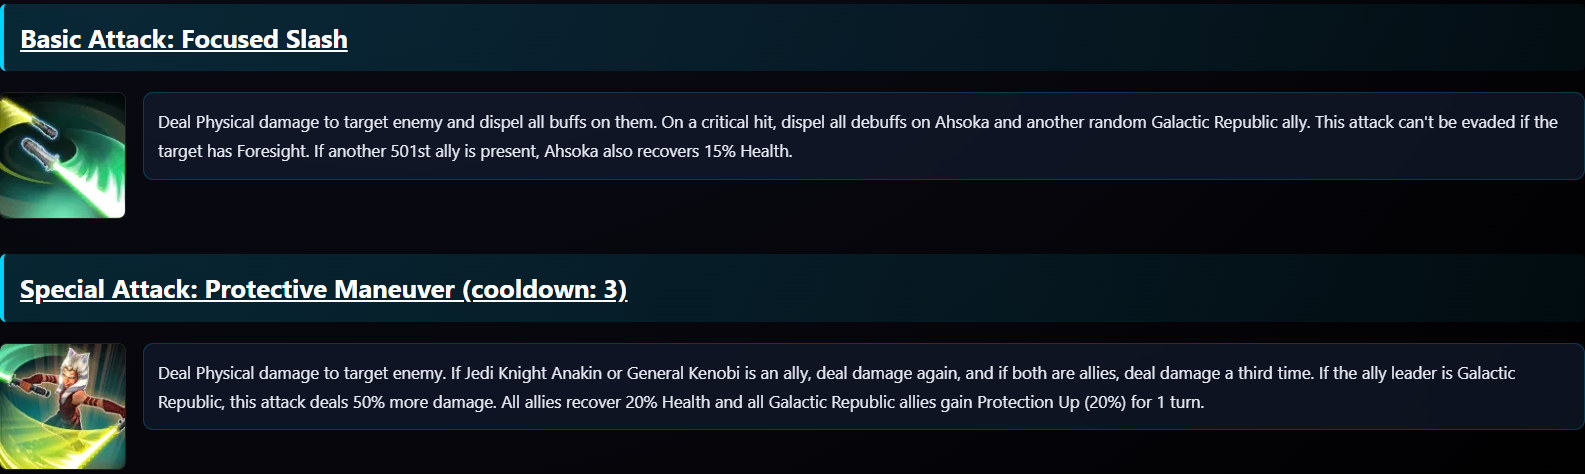 Basic Attack: Focused Slash
Deal Physical damage to target enemy and dispel all buffs on them. On a critical hit, dispel all debuffs on Ahsoka and another random Galactic Republic ally. This attack can't be evaded if the
target has Foresight. If another 501st ally is present, Ahsoka also recovers 15% Health.
Special Attack: Protective Maneuver (cooldown: 3)
Deal Physical damage to target enemy. If Jedi Knight Anakin or General Kenobi is an ally, deal damage again, and if both are allies, deal damage a third time. If the ally leader is Galactic
Republic, this attack deals 50% more damage. All allies recover 20% Health and all Galactic Republic allies gain Protection Up (20%) for 1 turn.